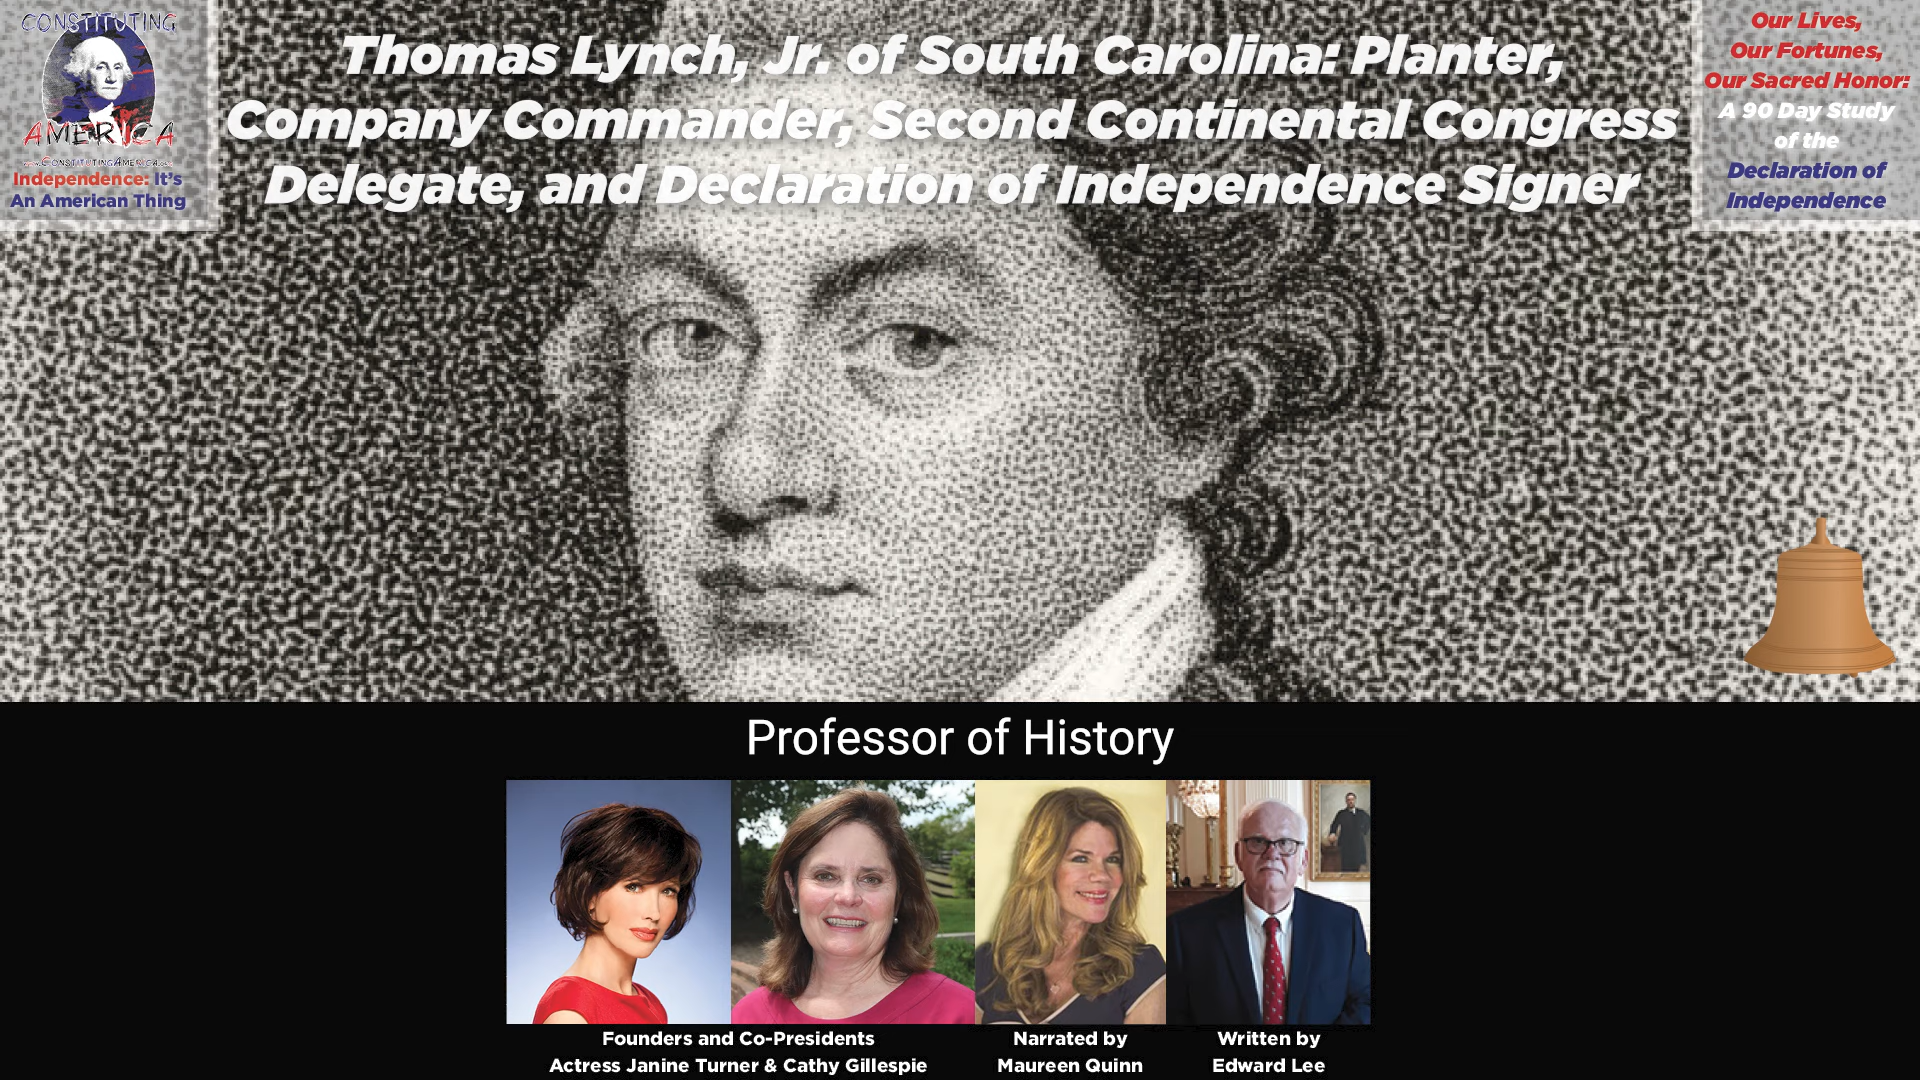 CONSTITUTING
AMERICA
www.CONSTITUTINGAMERICA.org
Independence: It's
An American Thing
Thomas Lynch, Jr. of South Carolina: Planter,
Company Commander, Second Continental Congress
Delegate, and Declaration of Independence Signer
Our Lives,
Our Fortunes,
Our Sacred Honor:
A 90 Day Study
of the
Declaration of
Independence
Professor of History
Founders and Co-Presidents
Actress Janine Turner & Cathy Gillespie
Narrated by
Maureen Quinn
Written by
Edward Lee